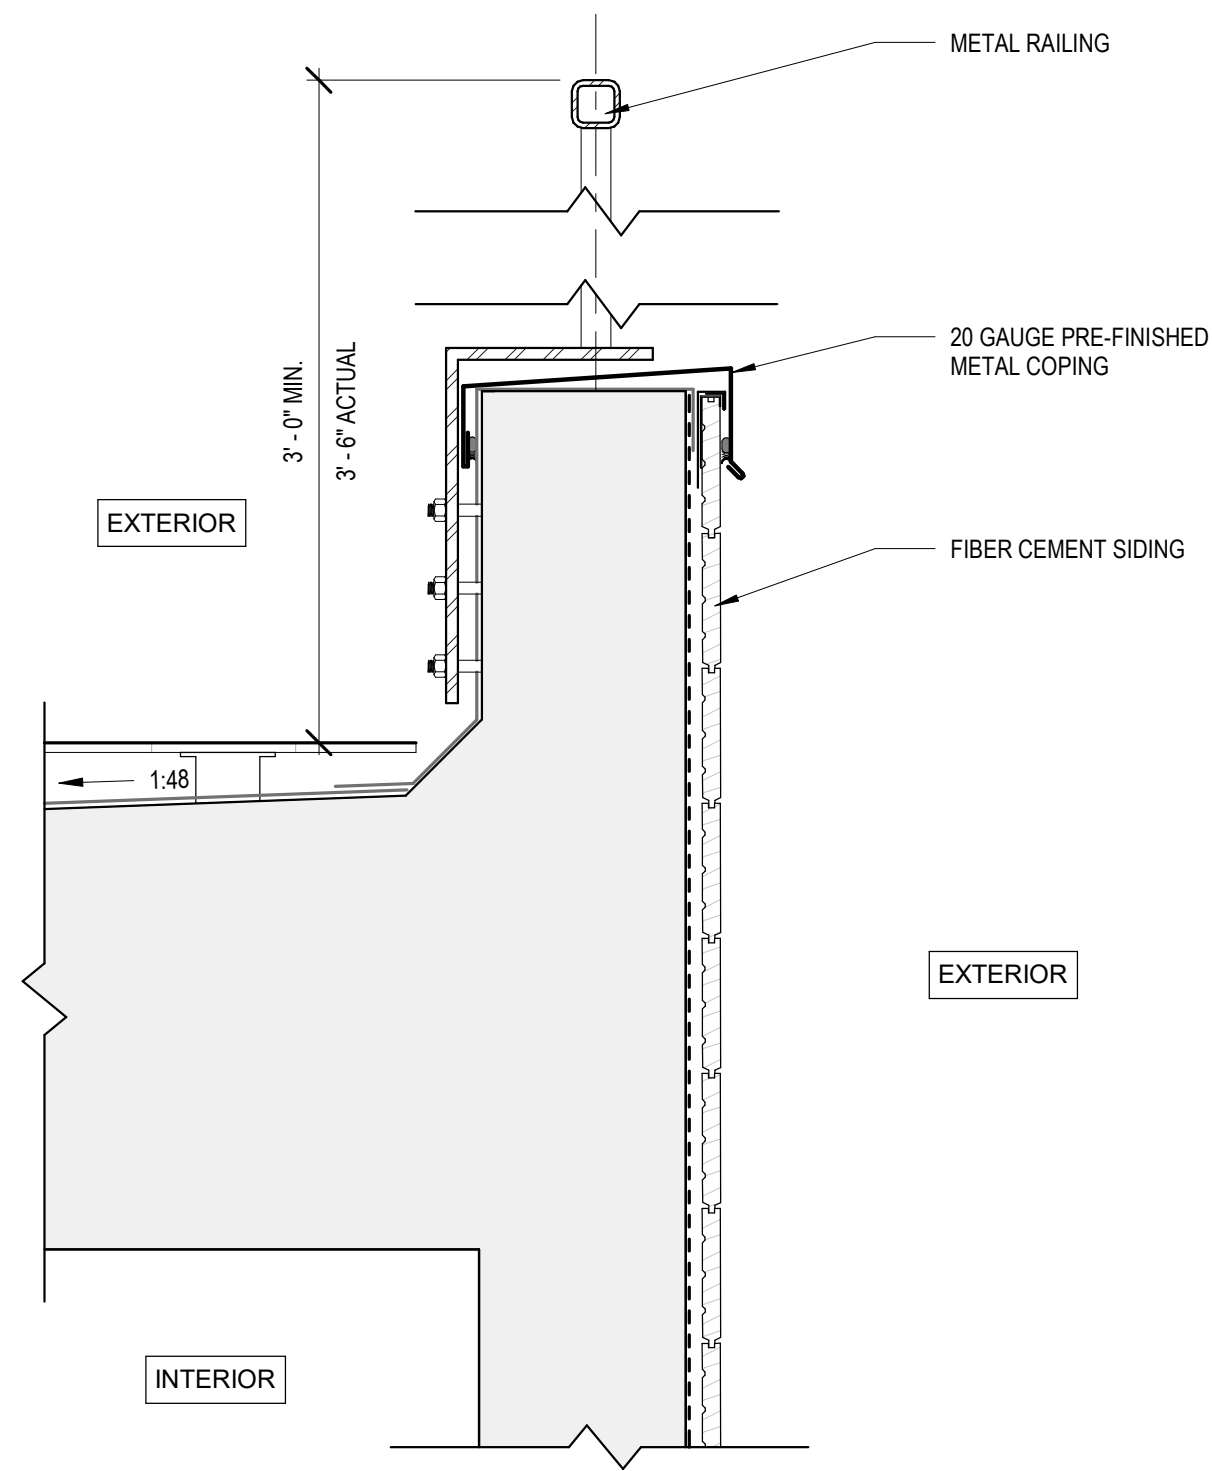 METAL RAILING
20 GAUGE PRE-FINISHED
METAL COPING
3' - 0" MIN.
3' - 6" ACTUAL
EXTERIOR
FIBER CEMENT SIDING
1:48
EXTERIOR
INTERIOR